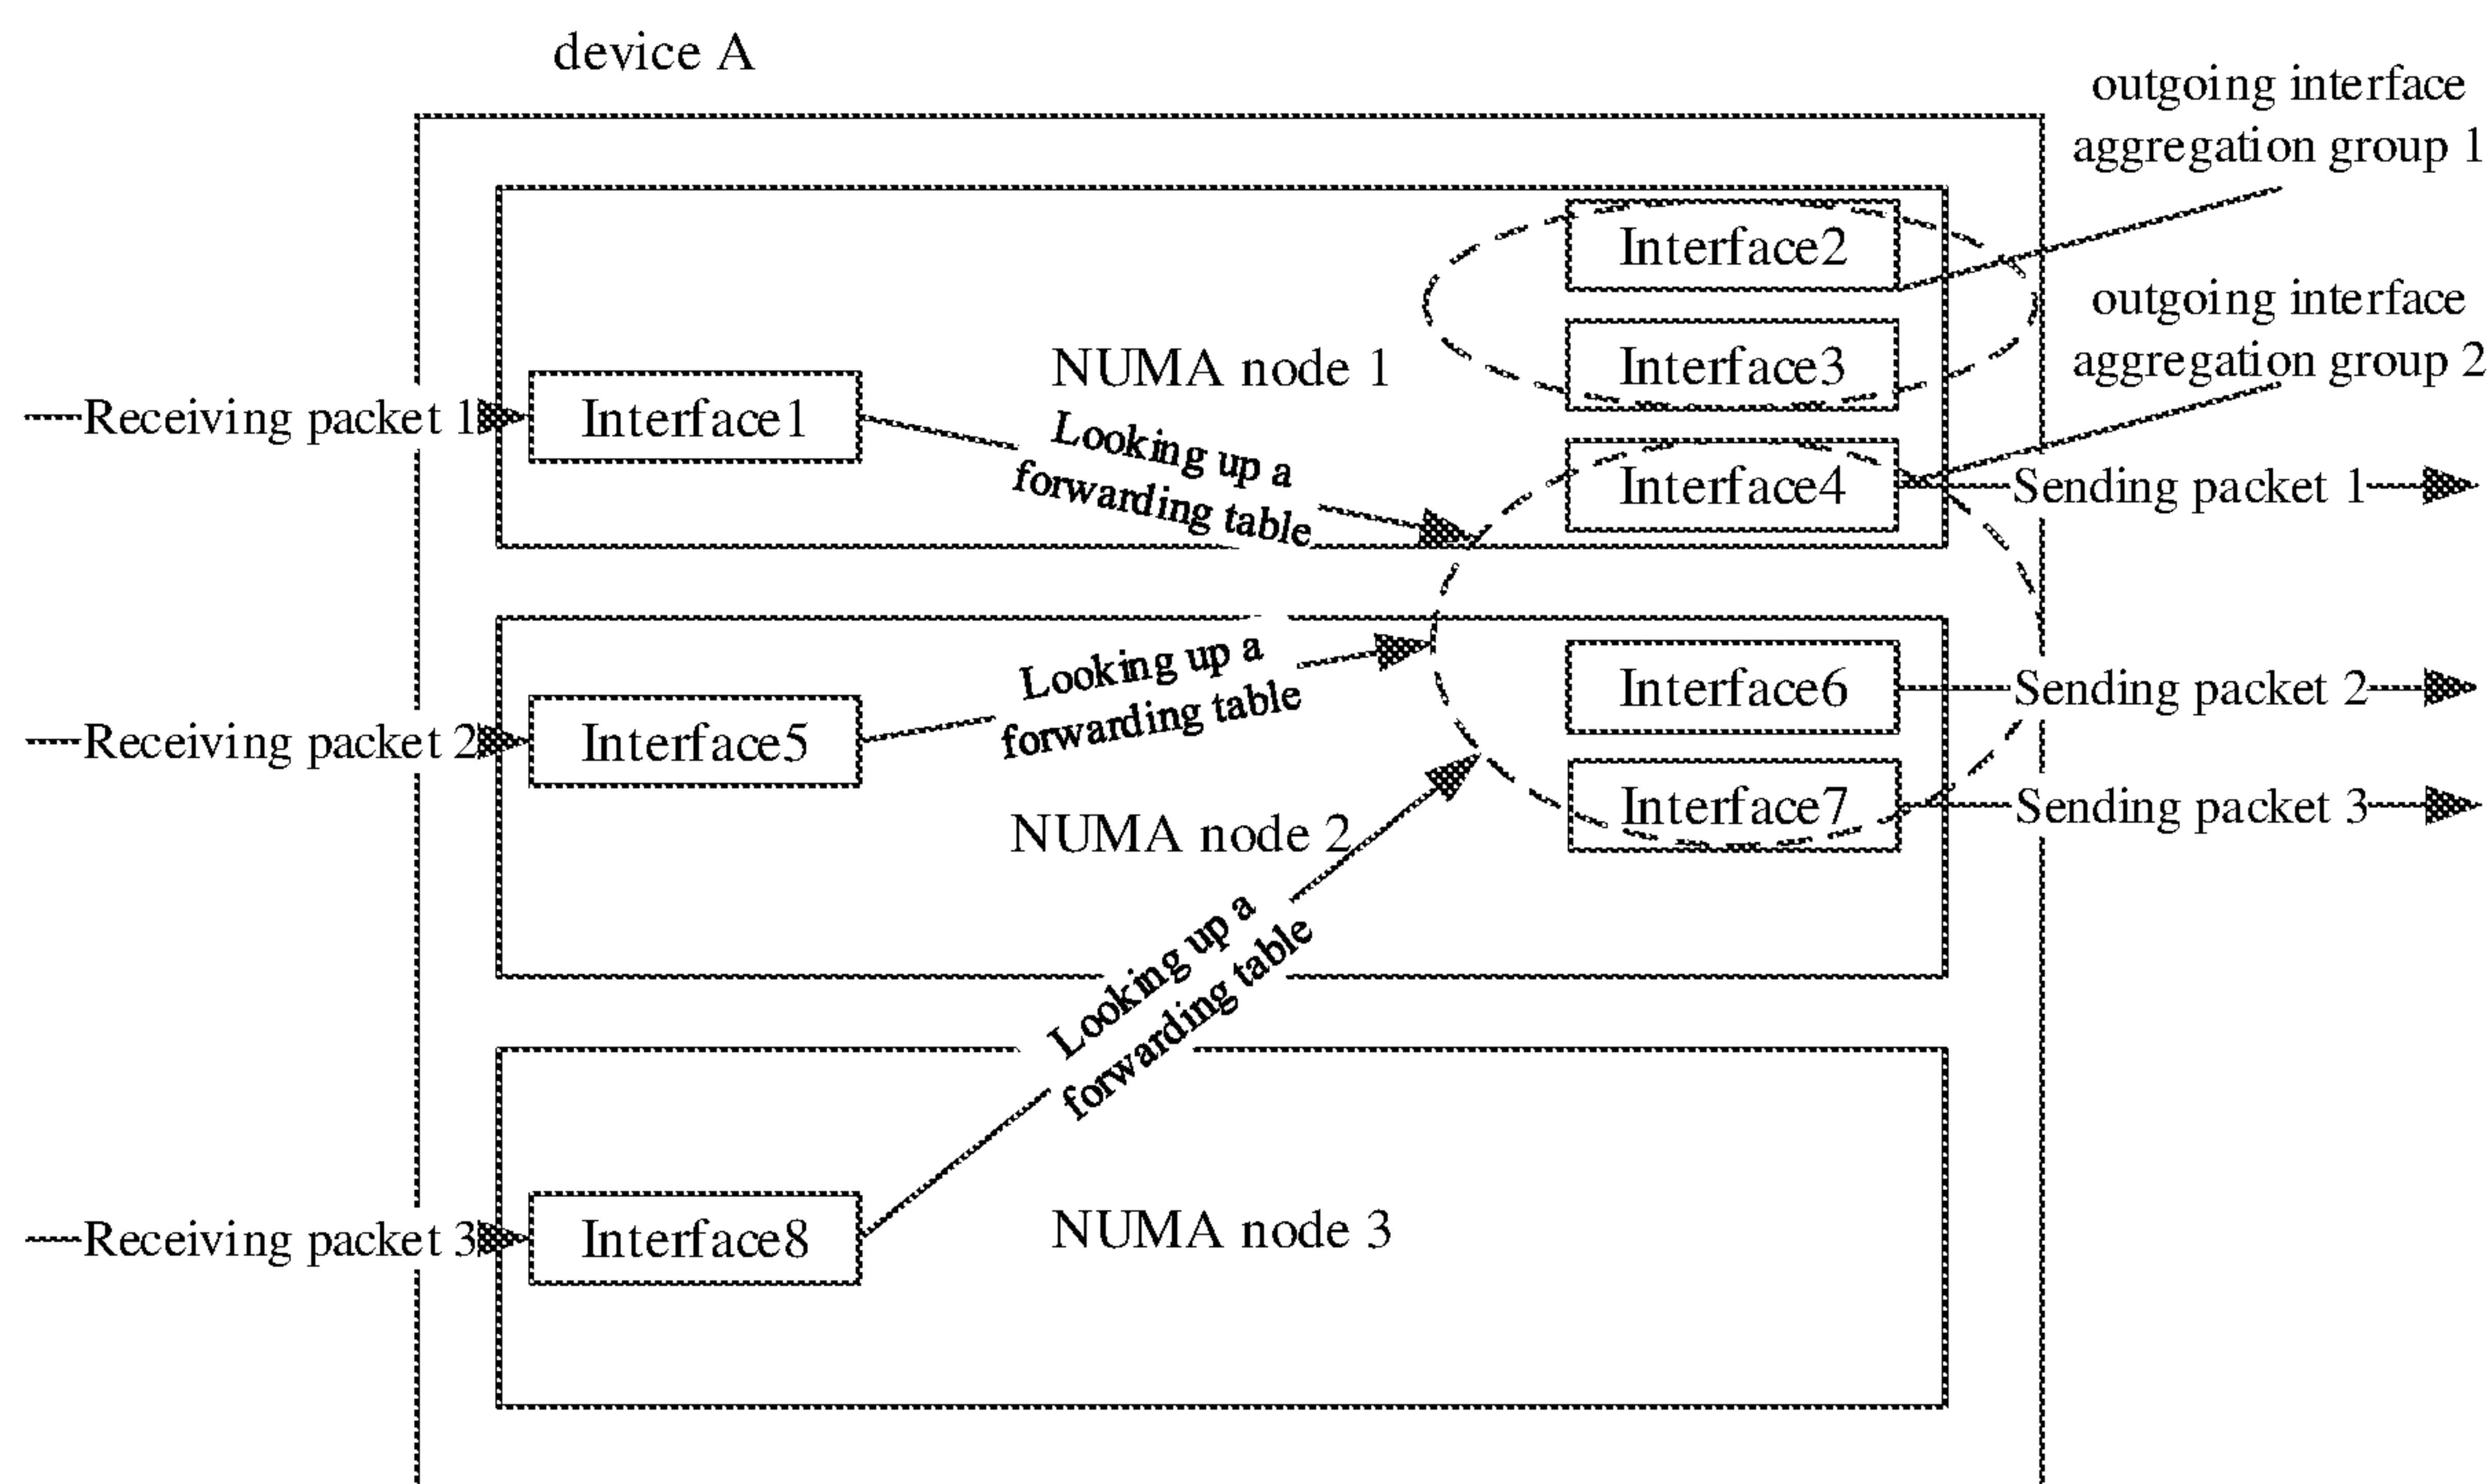 device A
outgoing interface
aggregation group 1
Interface2
outgoing interface
aggregation group 2
NUMA node 1
Interface3
Receiving packet 1
Interface1
Looking up a
forwarding table
Interface4
Sending packet 1
Looking up a
forwarding table
Interface6
Sending packet 2
Receiving packet 2
Interface5
NUMA node 2
Interface7
Sending packet 3
Looking up a
forwarding table
Receiving packet 3
Interface8
NUMA node 3